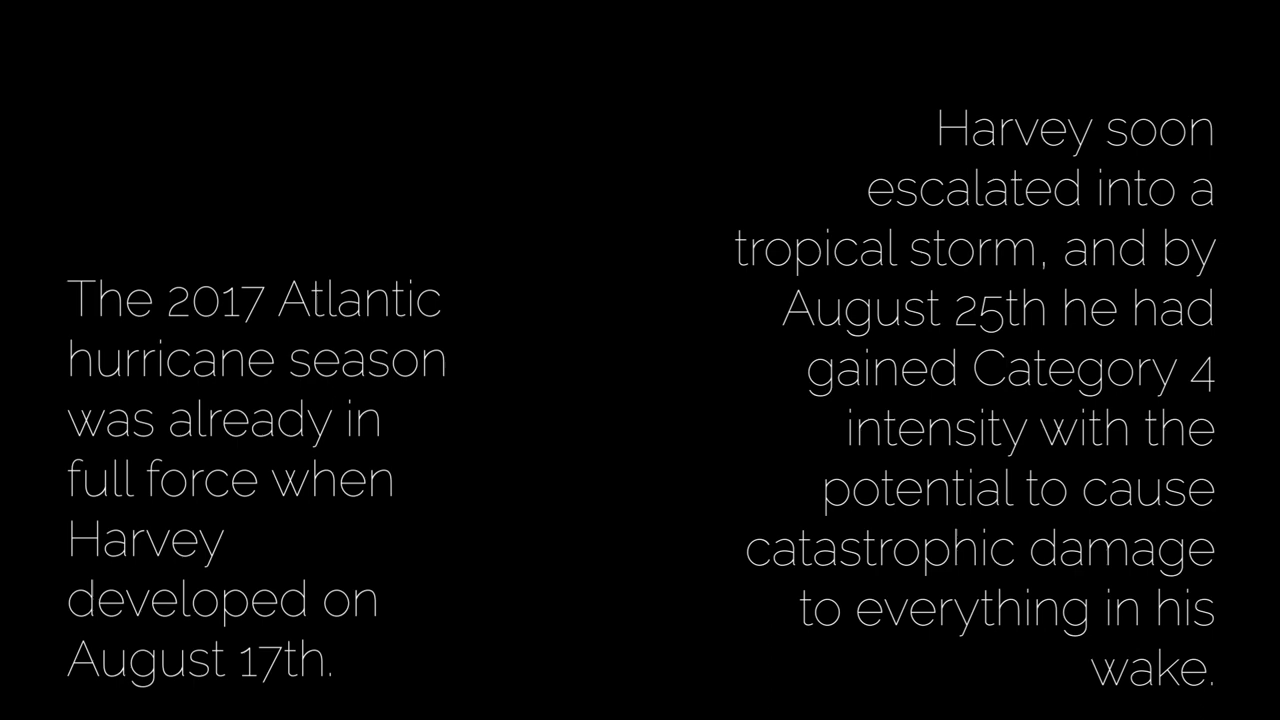 The 2017 Atlantic
hurricane season
was already in
full force when
Harvey
developed on
August 17th.
Harvey soon
escalated into a
tropical storm, and by
August 25th he had
gained Category 4
intensity with the
potential to cause
catastrophic damage
to everything in his
wake.